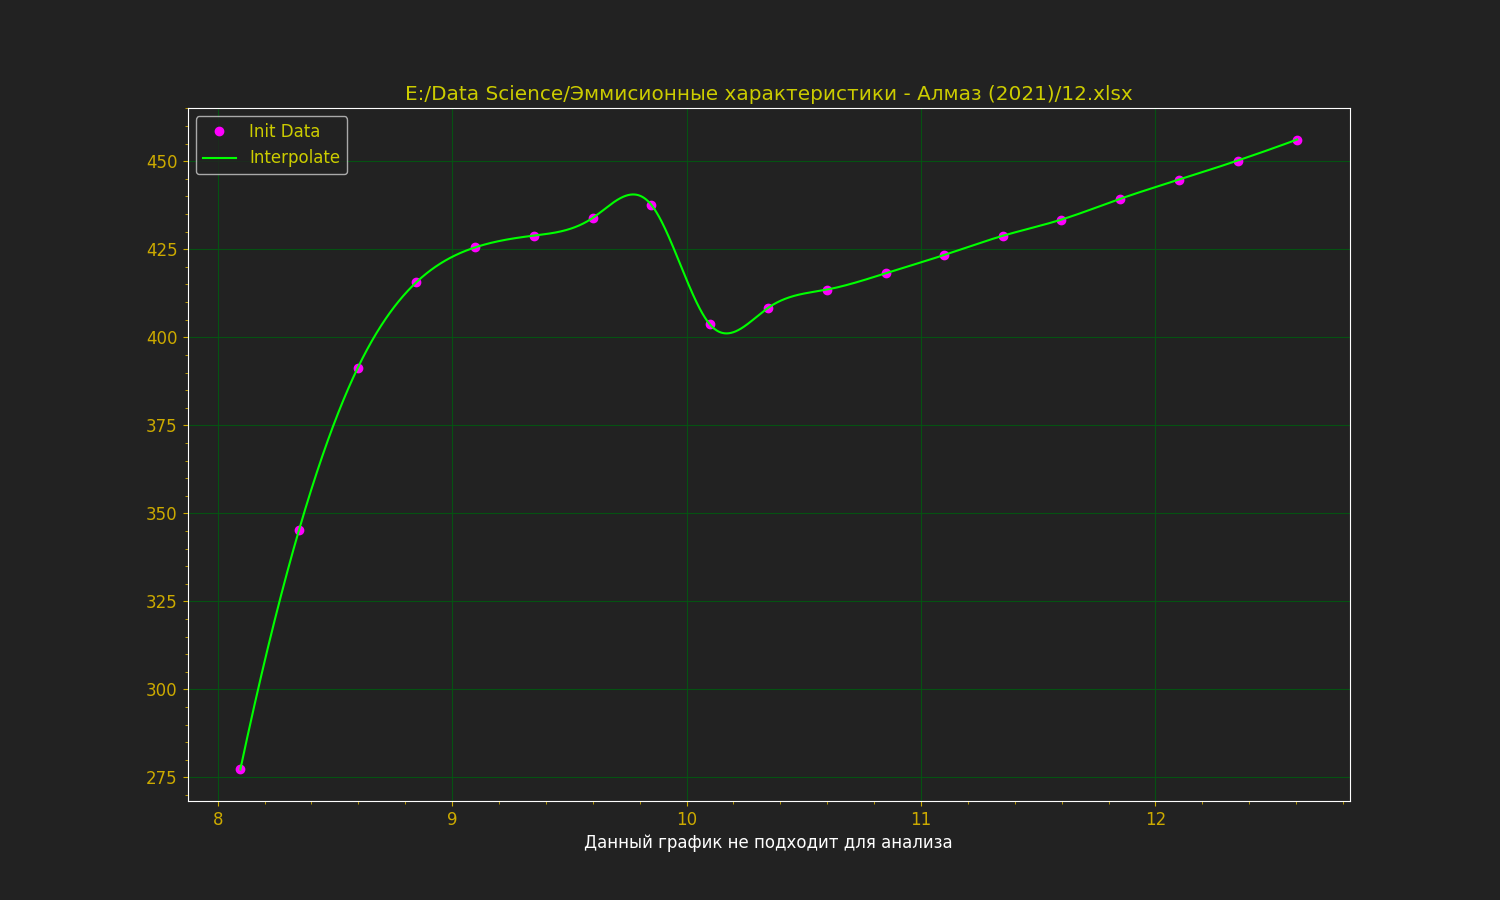 E:/Data Science/Эммисионные характеристики - Алмаз (2021)/12.xlsx
Init Data
Interpolate
450
425
400
375
350
325
300
275
8 9 10 11 12
Данный график не подходит для анализа